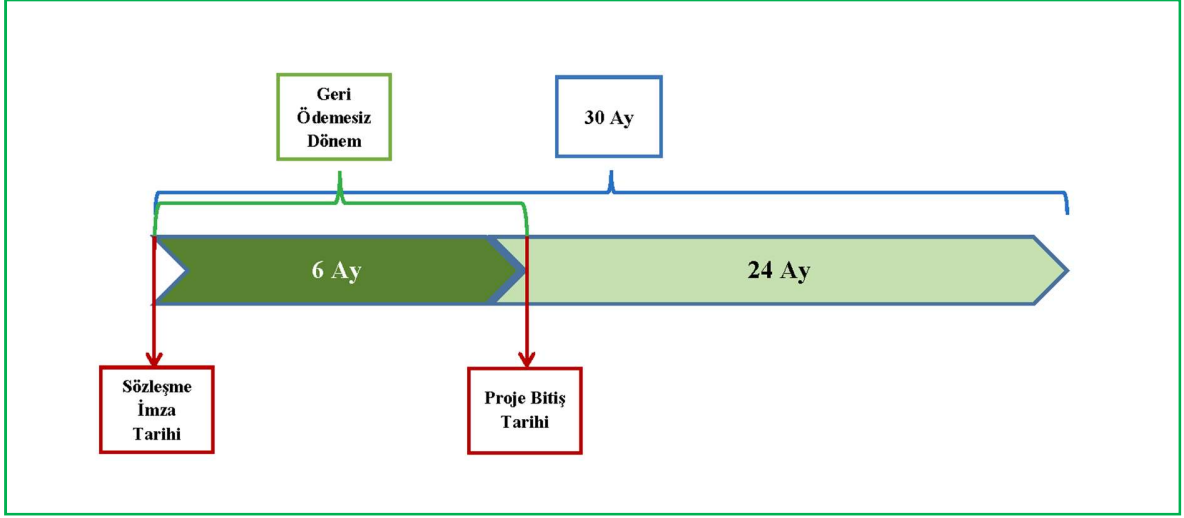 Geri
Ödemesiz
Dönem
30 Ay
6 Ay
24 Ay
Sözleşme
İmza
Tarihi
Proje Bitiş
Tarihi